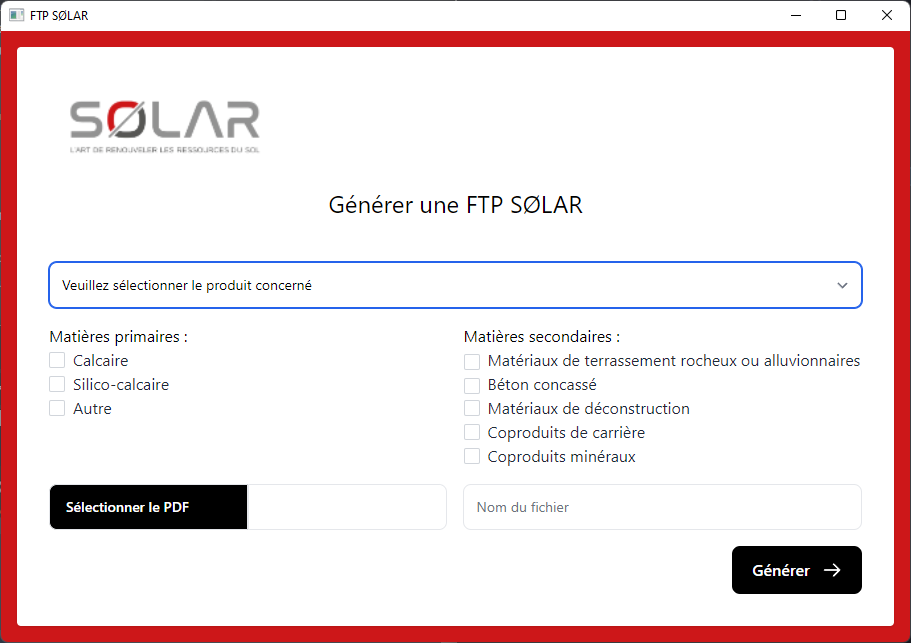 FTP SØLAR
SØLAR
L'ART DE RENOUVELER LES RESSOURCES DU SOL
Générer une FTP SØLAR
Veuillez sélectionner le produit concerné
Matières primaires :
Calcaire
Silico-calcaire
Autre
Matières secondaires :
Matériaux de terrassement rocheux ou alluvionnaires
Béton concassé
Matériaux de déconstruction
Coproduits de carrière
Coproduits minéraux
Sélectionner le PDF
Nom du fichier
Générer